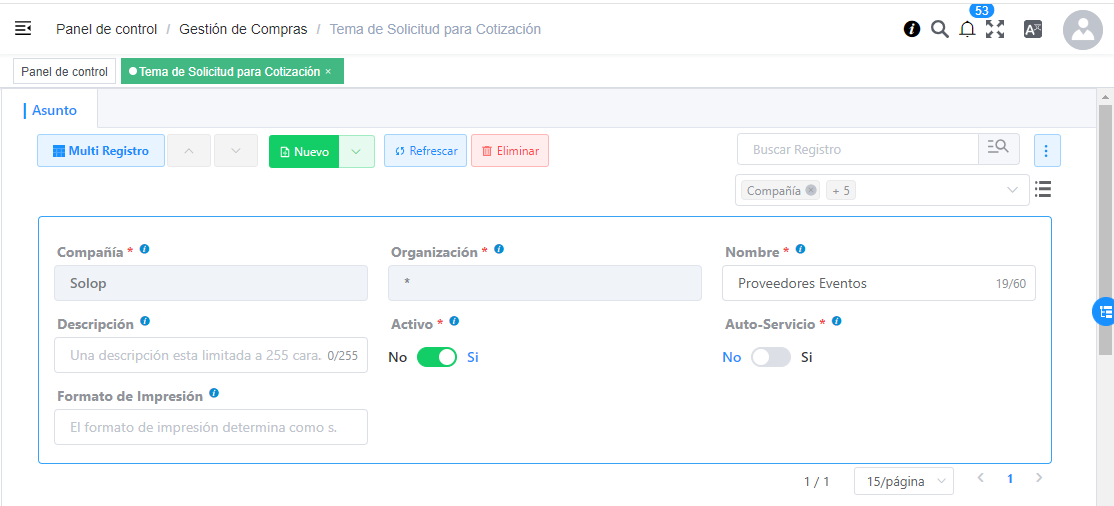 53
Panel de control / Gestión de Compras / Tema de Solicitud para Cotización
Panel de control
Tema de Solicitud para Cotización ×
Asunto
Multi Registro
Nuevo
Refrescar
Eliminar
Buscar Registro
Compañía
+ 5
Compañía *
Organización *
Nombre *
Solop
*
Proveedores Eventos 19/60
Descripción
Activo *
Auto-Servicio *
Una descripción esta limitada a 255 cara. 0/255
No Si
No Si
Formato de Impresión
El formato de impresión determina como s.
1 / 1
15/página
1